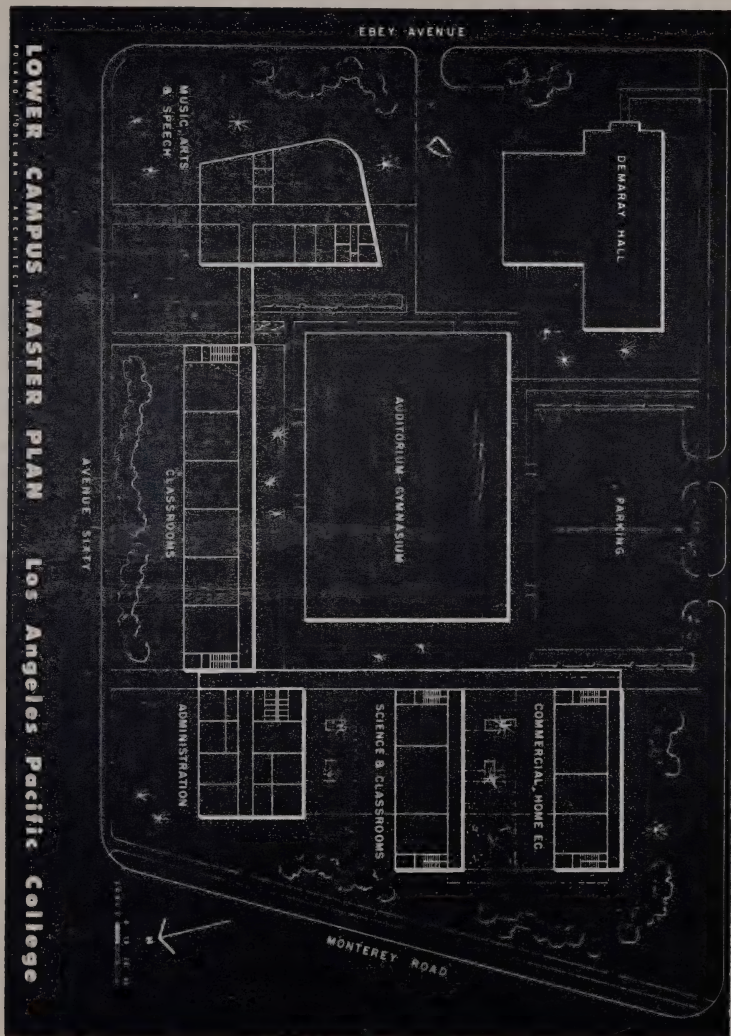 LOWER CAMPUS MASTER PLAN Los Angeles Pacific College
ARCHITECT
EBEY AVENUE
MUSIC, ARTS
& SPEECH
DEMARAY HALL
AUDITORIUM-GYMNASIUM
PARKING
CLASSROOMS
AVENUE SIXTY
ADMINISTRATION
SCIENCE & CLASSROOMS
COMMERCIAL, HOME EC.
MONTEREY ROAD